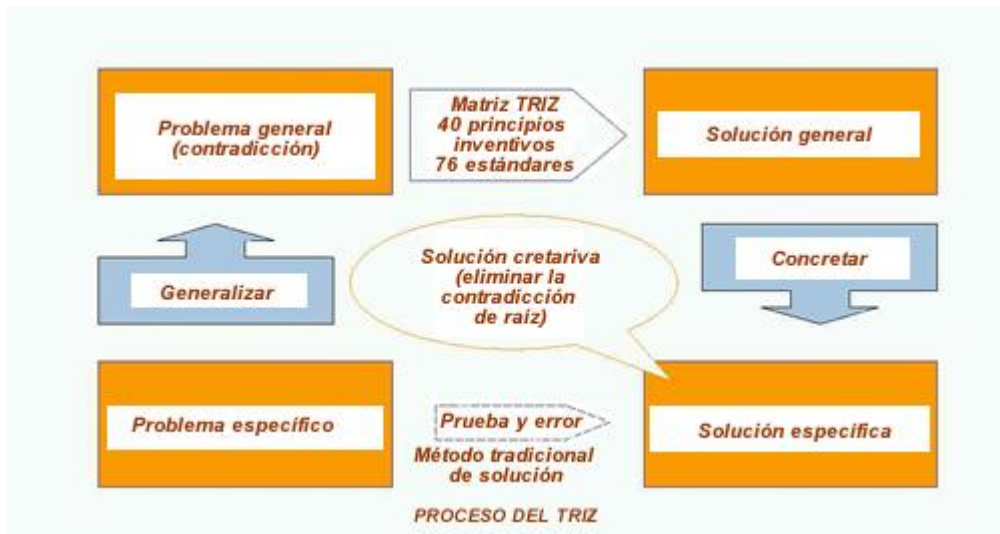 Problema general
(contradicción)
Matriz TRIZ
40 principios
inventivos
76 estándares
Solución general
Generalizar
Solución cretariva
(eliminar la
contradicción
de raíz)
Concretar
Problema específico
Prueba y error
Método tradicional
de solución
Solución específica
PROCESO DEL TRIZ